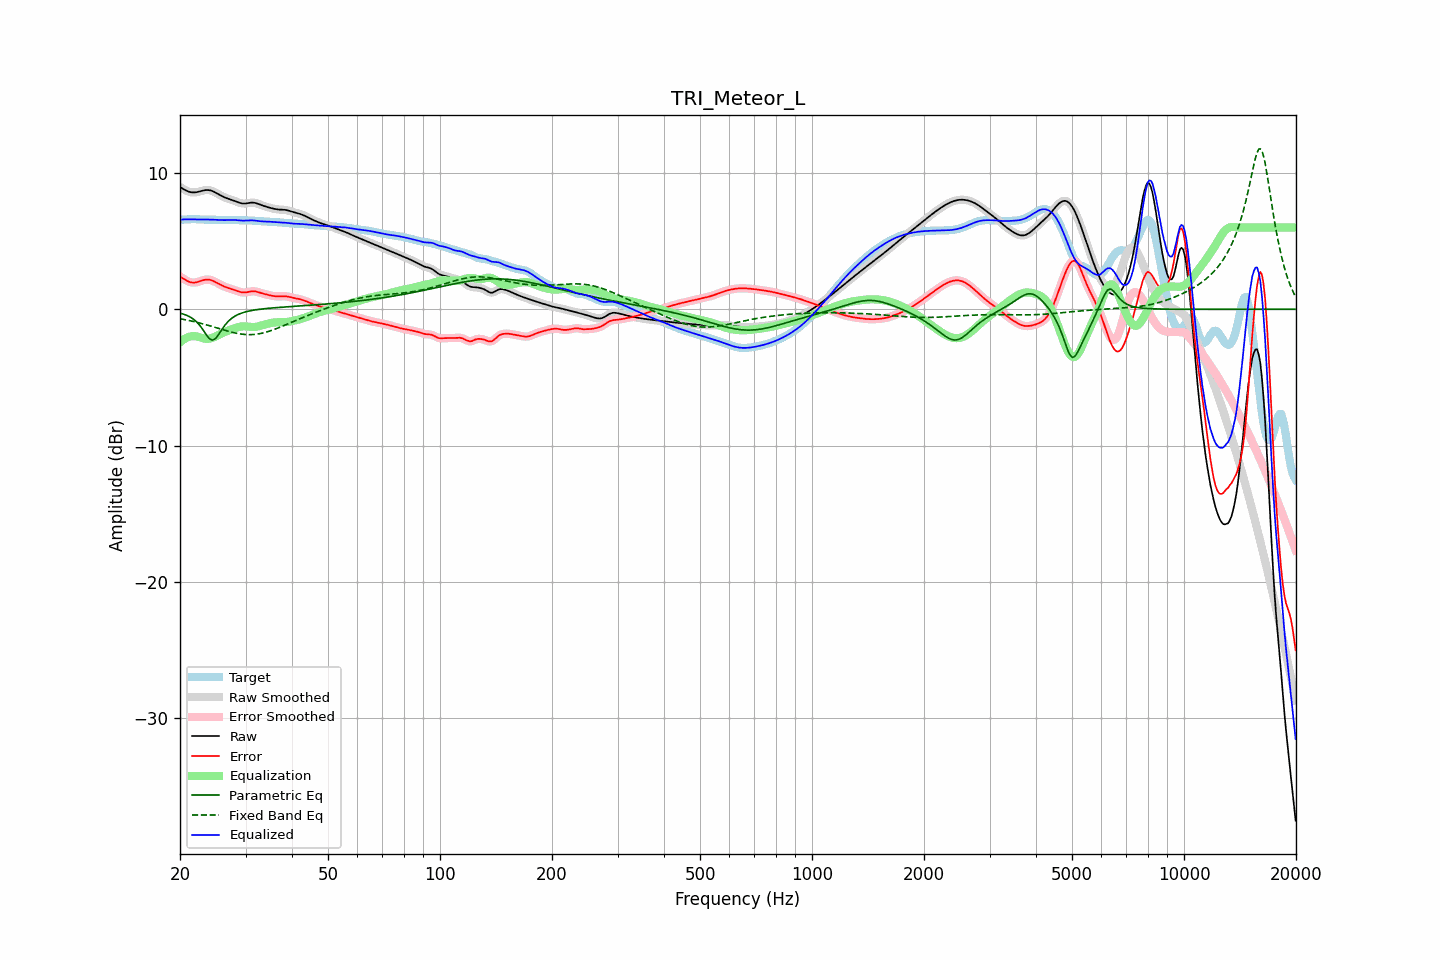 TRI_Meteor_L
Amplitude (dBr)
10
0
−10
−20
−30
Target
Raw Smoothed
Error Smoothed
Raw
Error
Equalization
Parametric Eq
Fixed Band Eq
Equalized
20 50 100 200 500 1000 2000 5000 10000 20000
Frequency (Hz)